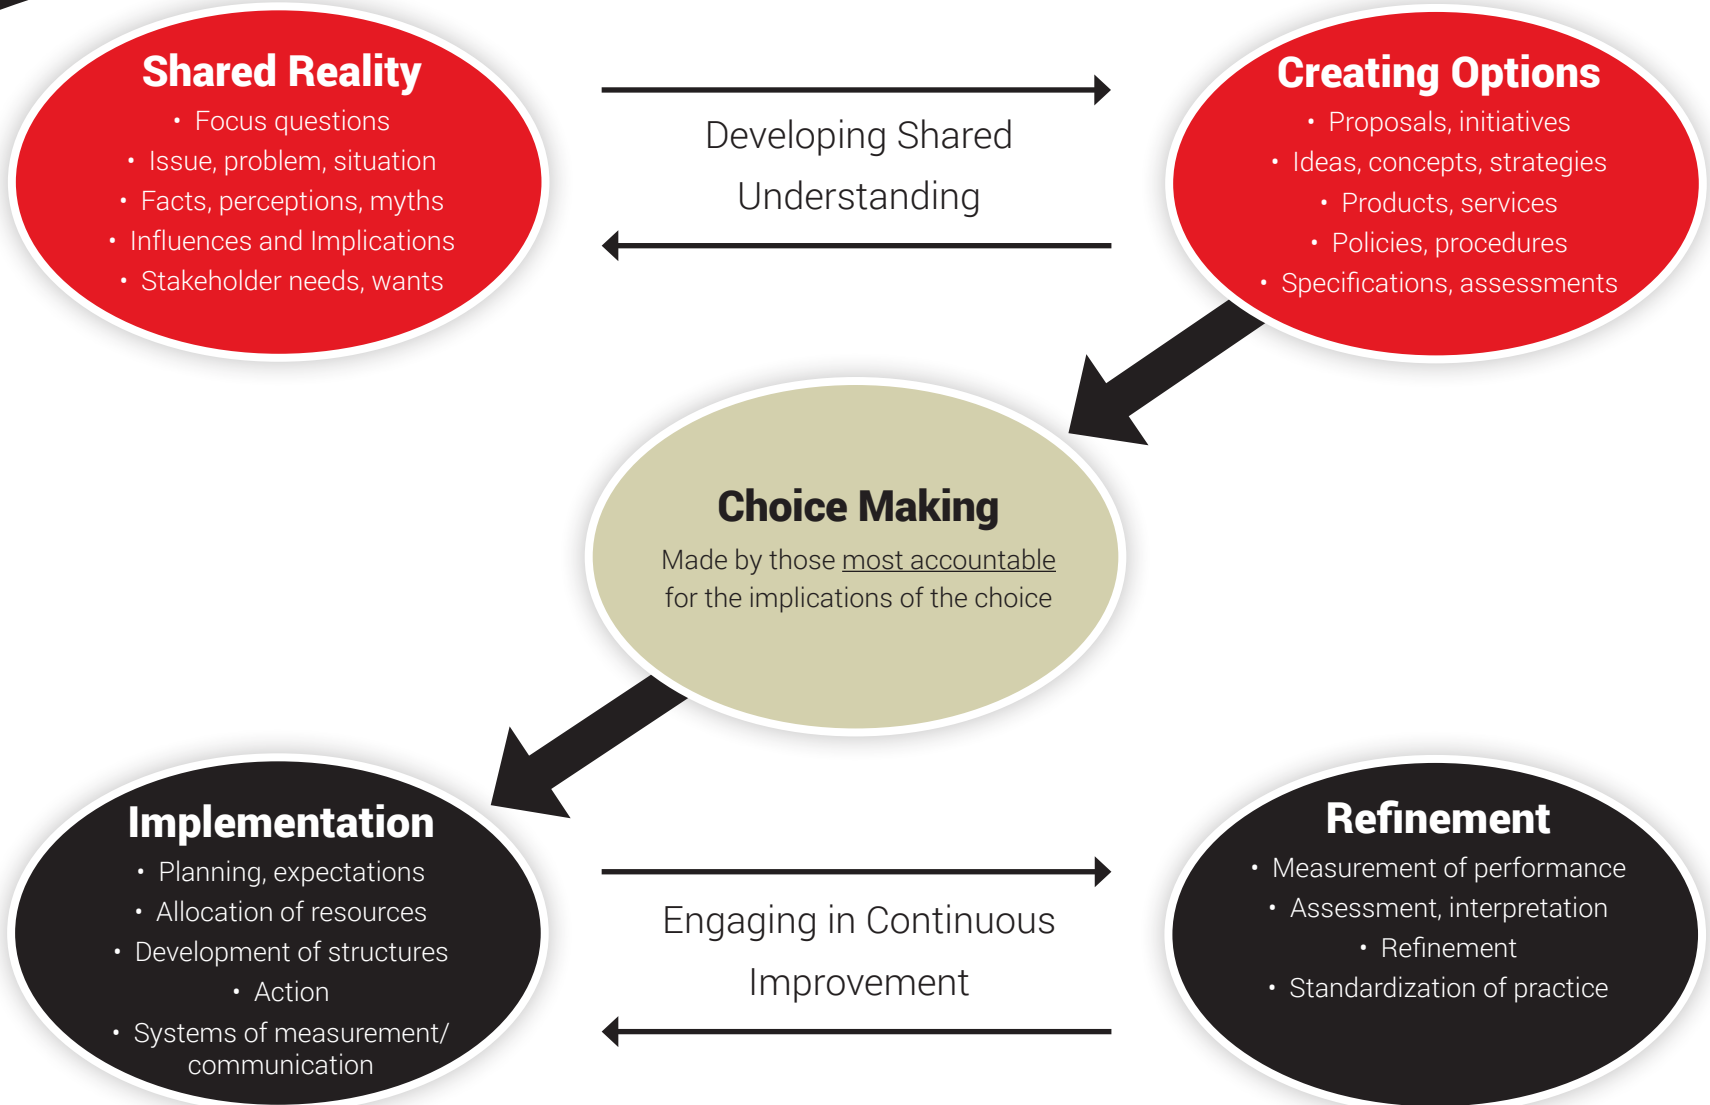 Shared Reality
• Focus questions
• Issue, problem, situation
• Facts, perceptions, myths
• Influences and Implications
• Stakeholder needs, wants
Developing Shared
Understanding
Creating Options
• Proposals, initiatives
• Ideas, concepts, strategies
• Products, services
• Policies, procedures
• Specifications, assessments
Choice Making
Made by those most accountable
for the implications of the choice
Implementation
• Planning, expectations
• Allocation of resources
• Development of structures
• Action
• Systems of measurement/
communication
Engaging in Continuous
Improvement
Refinement
• Measurement of performance
• Assessment, interpretation
• Refinement
• Standardization of practice